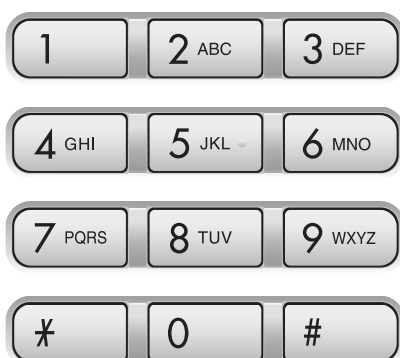 1 2 ABC 3 DEF
4 GHI 5 JKL 6 MNO
7 PQRS 8 TUV 9 WXYZ
* 0 #